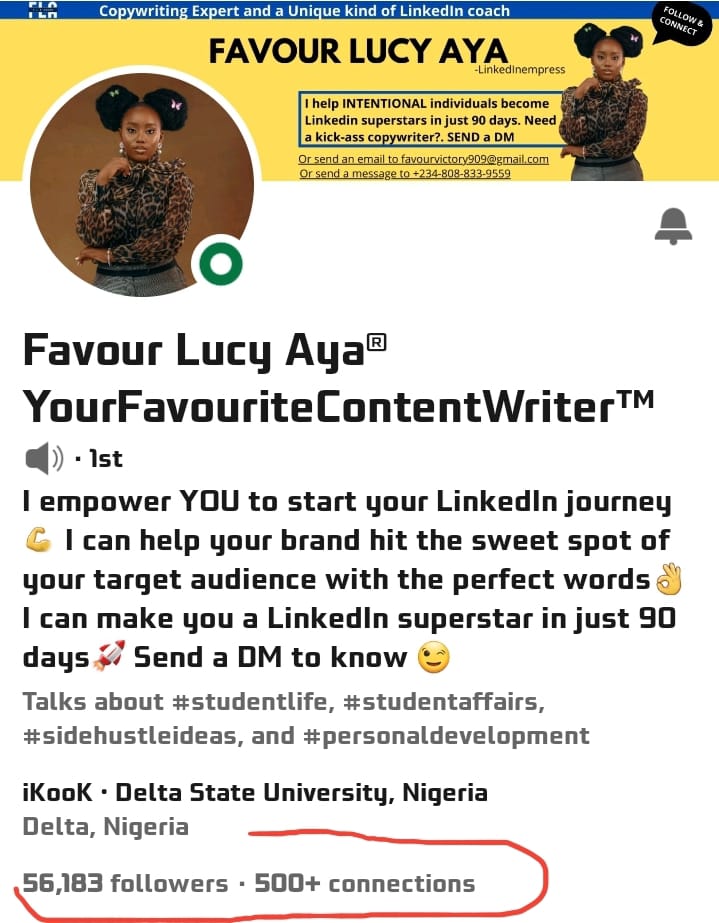 FLA
Copywriting Expert and a Unique kind of LinkedIn coach
FOLLOW &
CONNECT
FAVOUR LUCY AYA
-LinkedInempress
I help INTENTIONAL individuals become
Linkedin superstars in just 90 days. Need
a kick-ass copywriter?. SEND a DM
Or send an email to favourvictory909@gmail.com
Or send a message to +234-808-833-9559
Favour Lucy Aya®
YourFavouriteContentWriter™
· 1st
I empower YOU to start your LinkedIn journey
💪 I can help your brand hit the sweet spot of
your target audience with the perfect words👌
I can make you a LinkedIn superstar in just 90
days🚀 Send a DM to know 😉
Talks about #studentlife, #studentaffairs,
#sidehustleideas, and #personaldevelopment
iKooK · Delta State University, Nigeria
Delta, Nigeria
56,183 followers · 500+ connections